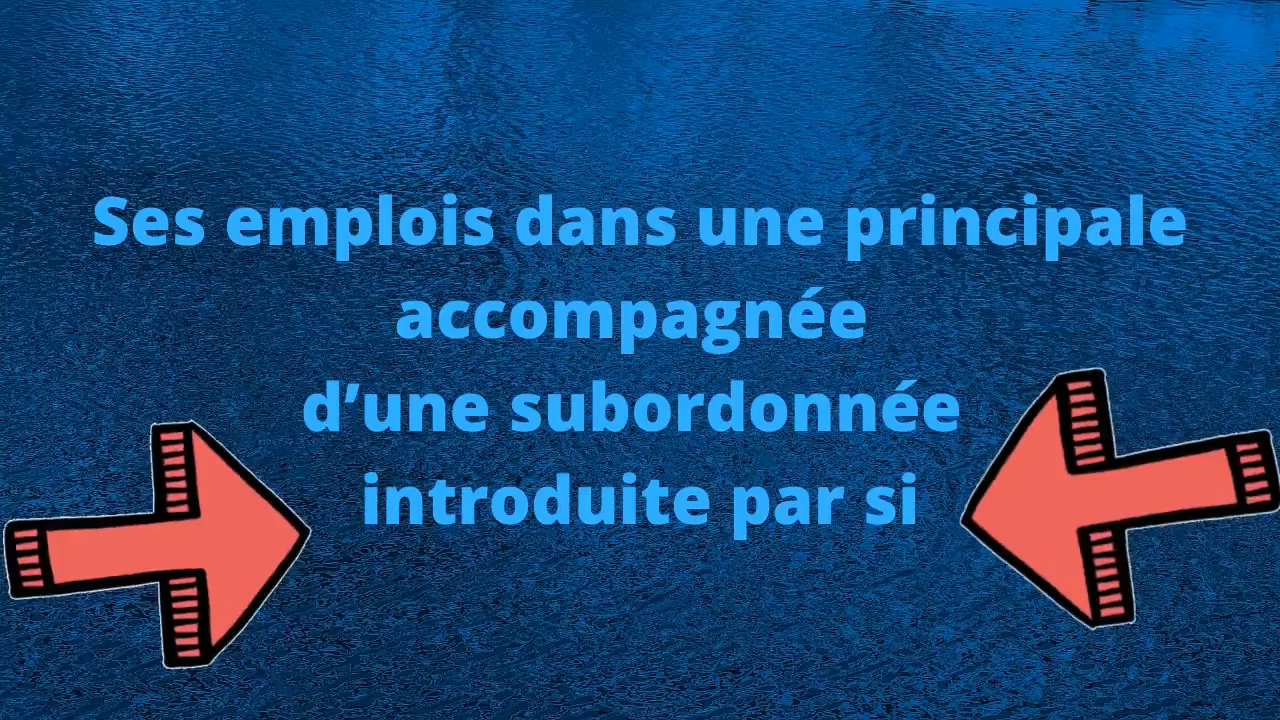 Ses emplois dans une principale
accompagnée
d’une subordonnée
introduite par si